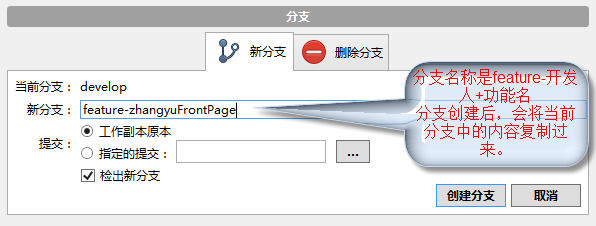 分支
新分支
删除分支
当前分支： develop
新分支： feature-zhangyuFrontPage
提交： 工作副本原本
指定的提交： ...
检出新分支
创建分支 取消
分支名称是feature-开发
人+功能名
分支创建后，会将当前
分支中的内容复制过
来。